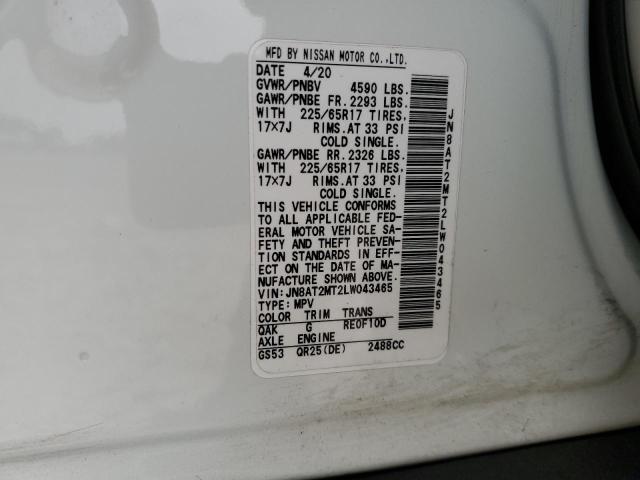 MFD BY NISSAN MOTOR CO.,LTD.
DATE 4/20
GVWR/PNBV 4590 LBS.
GAWR/PNBE FR. 2293 LBS.
WITH 225/65R17 TIRES,
17×7J RIMS.AT 33 PSI
COLD SINGLE.
GAWR/PNBE RR. 2326 LBS.
WITH 225/65R17 TIRES,
17×7J RIMS.AT 33 PSI
COLD SINGLE.
THIS VEHICLE CONFORMS
TO ALL APPLICABLE FED-
ERAL MOTOR VEHICLE SA-
FETY AND THEFT PREVEN-
TION STANDARDS IN EFF-
ECT ON THE DATE OF MA-
NUFACTURE SHOWN ABOVE.
VIN: JN8AT2MT2LW043465
TYPE: MPV
COLOR TRIM TRANS
QAK G RE0F10D
AXLE ENGINE
GS53 QR25(DE) 2488CC
JN8AT2MT2LW043465